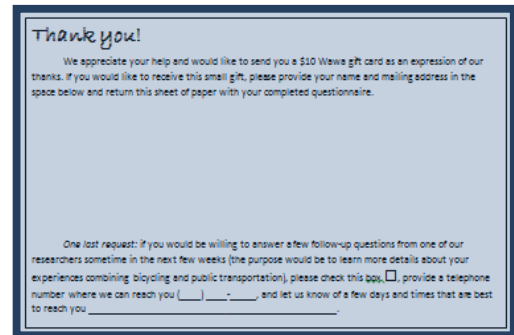 Thank you!
We appreciate your help and would like to send you a $10 Wawa gift card as an expression of our
thanks. If you would like to receive this small gift, please provide your name and mailing address in the
space below and return this sheet of paper with your completed questionnaire.
One last request: if you would be willing to answer a few follow-up questions from one of our
researchers sometime in the next few weeks (the purpose would be to learn more details about your
experiences combining bicycling and public transportation), please check this box, ☐, provide a telephone
number where we can reach you (____) ___-_____, and let us know of a few days and times that are best
to reach you ______________________________________________.